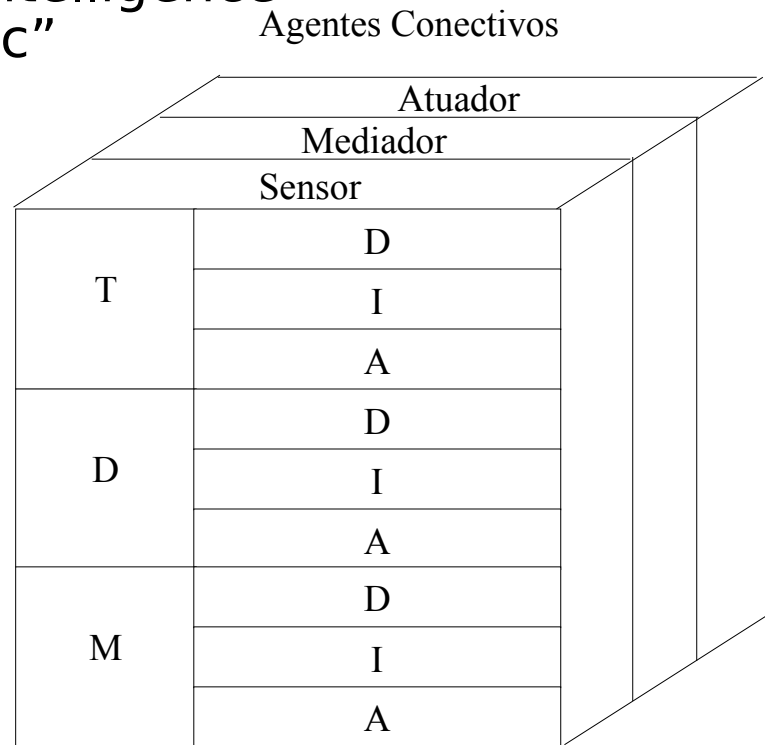 c”
Agentes Conectivos
Atuador
Mediador
Sensor
D
T
I
A
D
D
I
A
D
M
I
A